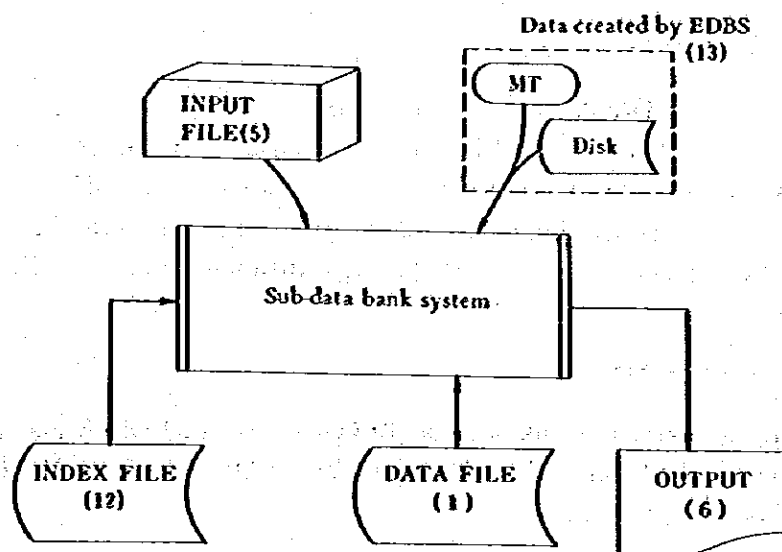 Data created by EDBS
(13)
MT
INPUT
FILE(5)
Disk
Sub-data bank system
INDEX FILE
(12)
DATA FILE
(1)
OUTPUT
(6)